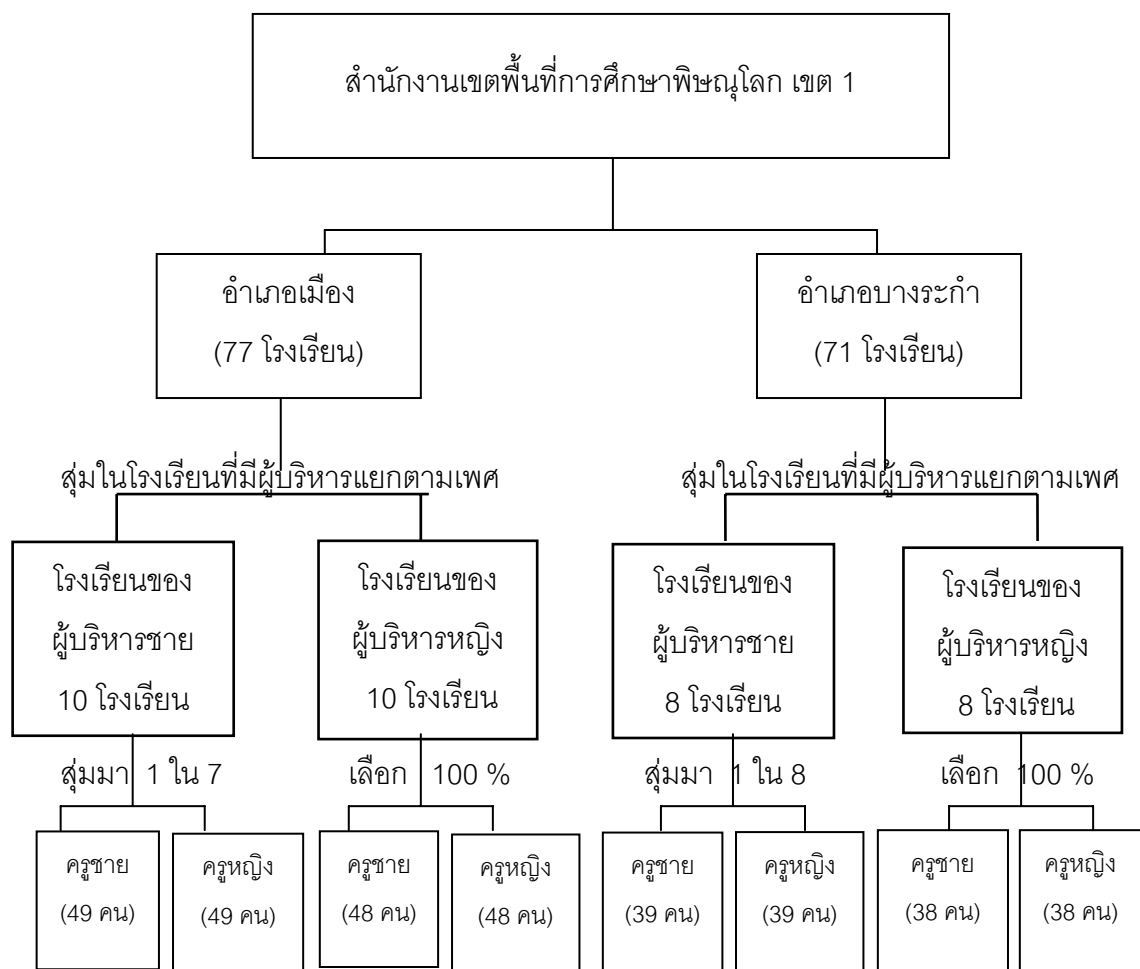 สำนักงานเขตพื้นที่การศึกษาพิษณุโลก เขต 1
อำเภอเมือง
(77 โรงเรียน)
อำเภอบางระกำ
(71 โรงเรียน)
สุ่มในโรงเรียนที่มีผู้บริหารแยกตามเพศ
สุ่มในโรงเรียนที่มีผู้บริหารแยกตามเพศ
โรงเรียนของ
ผู้บริหารชาย
10 โรงเรียน
โรงเรียนของ
ผู้บริหารหญิง
10 โรงเรียน
โรงเรียนของ
ผู้บริหารชาย
8 โรงเรียน
โรงเรียนของ
ผู้บริหารหญิง
8 โรงเรียน
สุ่มมา 1 ใน 7
เลือก 100 %
สุ่มมา 1 ใน 8
เลือก 100 %
ครูชาย
(49 คน)
ครูหญิง
(49 คน)
ครูชาย
(48 คน)
ครูหญิง
(48 คน)
ครูชาย
(39 คน)
ครูหญิง
(39 คน)
ครูชาย
(38 คน)
ครูหญิง
(38 คน)